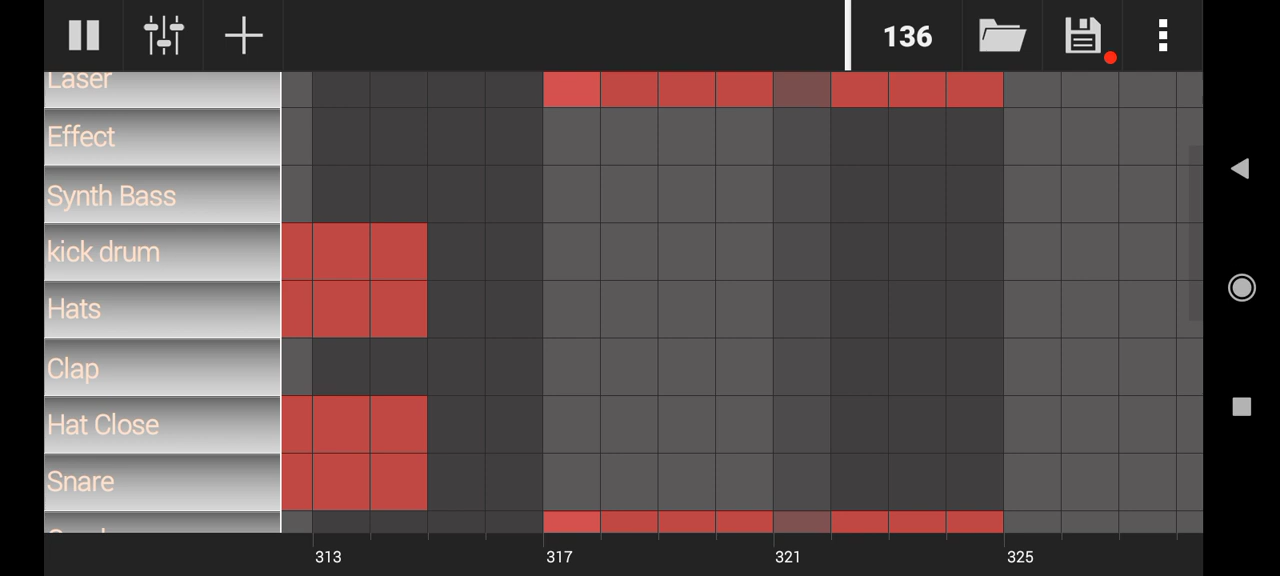 136
Laser
Effect
Synth Bass
kick drum
Hats
Clap
Hat Close
Snare
313 317 321 325